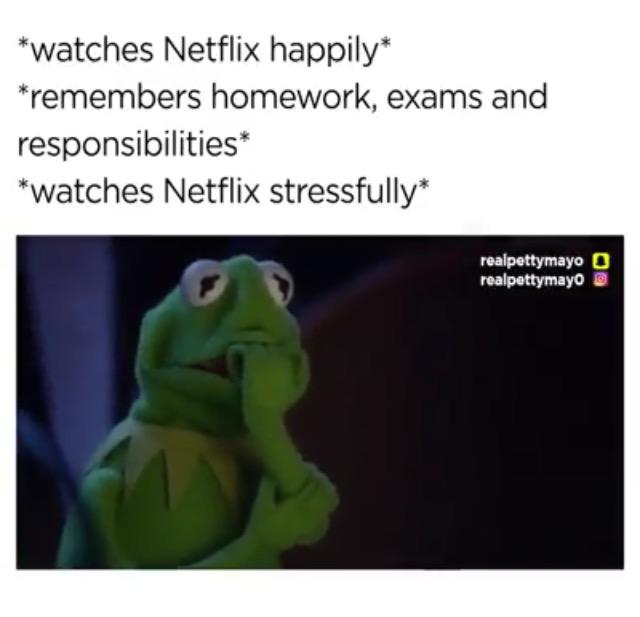 *watches Netflix happily*
*remembers homework, exams and
responsibilities*
*watches Netflix stressfully*
realpettymayo
realpettymay0